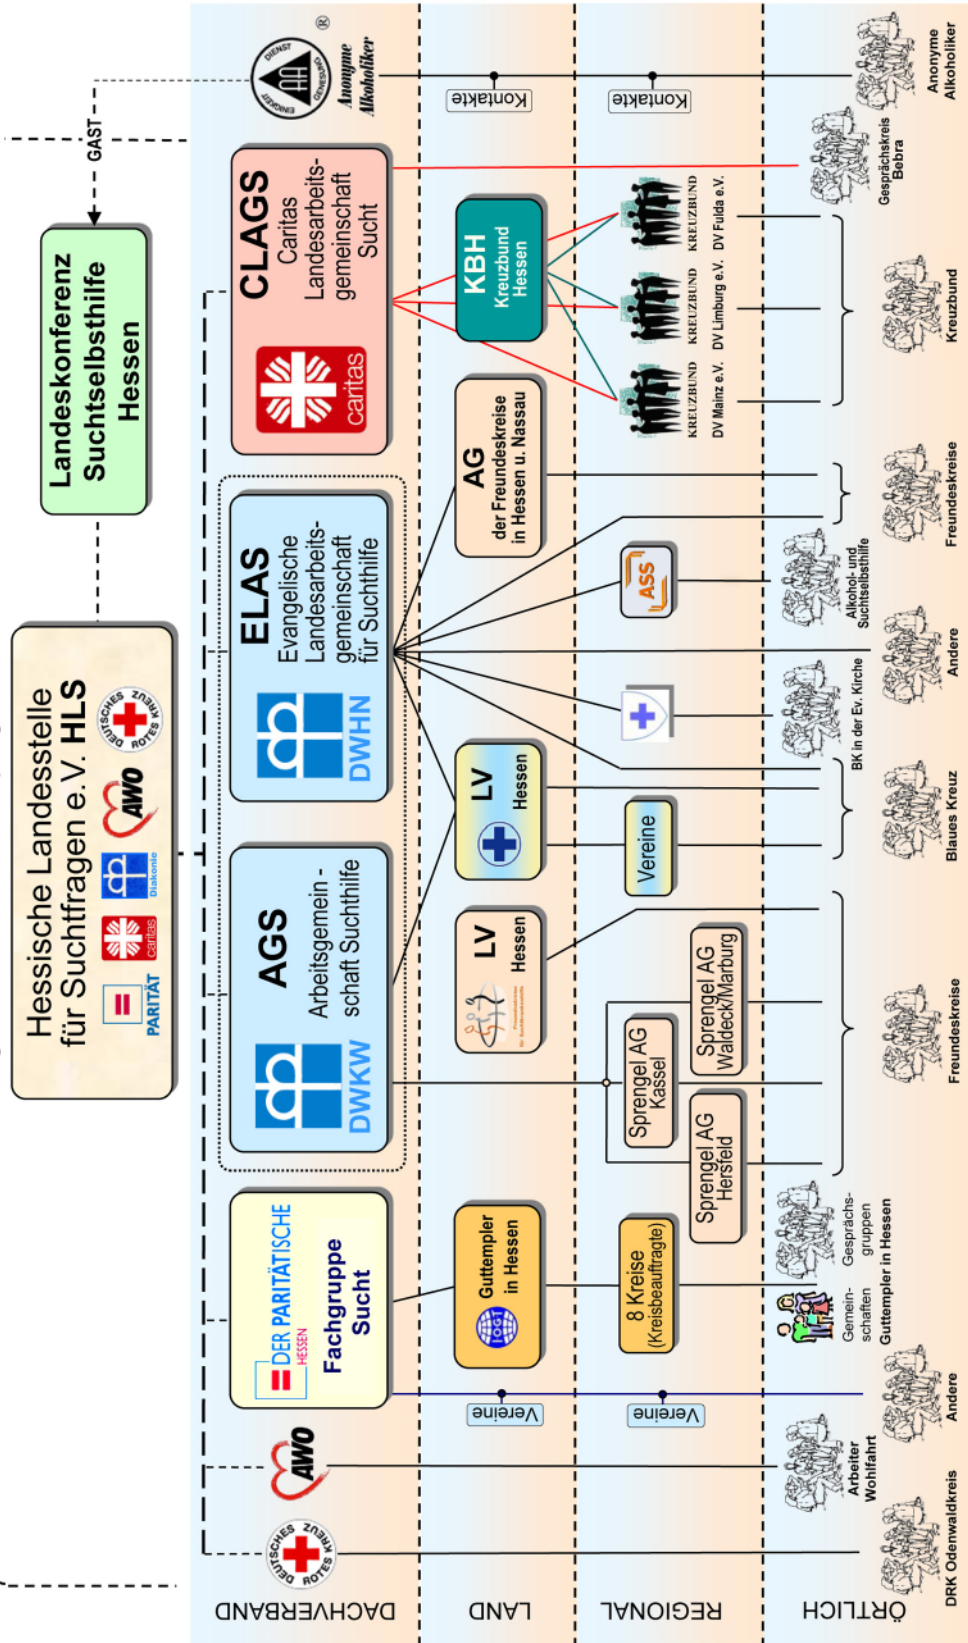 Hessische Landesstelle
für Suchtfragen e.V. HLS
PARITÄT
caritas
Diakonie
AWO
DEUTSCHES
ROTES KREUZ
Landeskonferenz
Suchtselbsthilfe
Hessen
GAST
DACHVERBAND
DEUTSCHES
ROTES KREUZ
AWO
DER PARITÄTISCHE
HESSEN
Fachgruppe
Sucht
DWKW
AGS
Arbeitsgemein -
schaft Suchthilfe
DWHN
ELAS
Evangelische
Landesarbeits-
gemeinschaft
für Suchthilfe
caritas
CLAGS
Caritas
Landesarbeits-
gemeinschaft
Sucht
EINIGKEIT
DIENST
GENESUNG
AA
®
Anonyme
Alkoholiker
LAND
Vereine
IOGT
Guttempler
in Hessen
LV
Hessen
LV
Hessen
AG
der Freundeskreise
in Hessen u. Nassau
KBH
Kreuzbund
Hessen
Kontakte
REGIONAL
Vereine
8 Kreise
(Kreisbeauftragte)
Sprengel AG
Hersfeld
Sprengel AG
Kassel
Sprengel AG
Waldeck/Marburg
Vereine
ASS
KREUZBUND
DV Mainz e.V.
KREUZBUND
DV Limburg e.V.
KREUZBUND
DV Fulda e.V.
Kontakte
ÖRTLICH
DRK Odenwaldkreis
Arbeiter
Wohlfahrt
Andere
Gemein-
schaften
Gesprächs-
gruppen
Guttempler in Hessen
Freundeskreise
Blaues Kreuz
BK in der Ev. Kirche
Andere
Alkohol- und
Suchtselbsthilfe
Freundeskreise
Kreuzbund
Gesprächskreis
Bebra
Anonyme
Alkoholiker